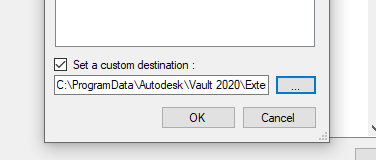 Set a custom destination :
C:\ProgramData\Autodesk\Vault 2020\Exte
...
OK Cancel